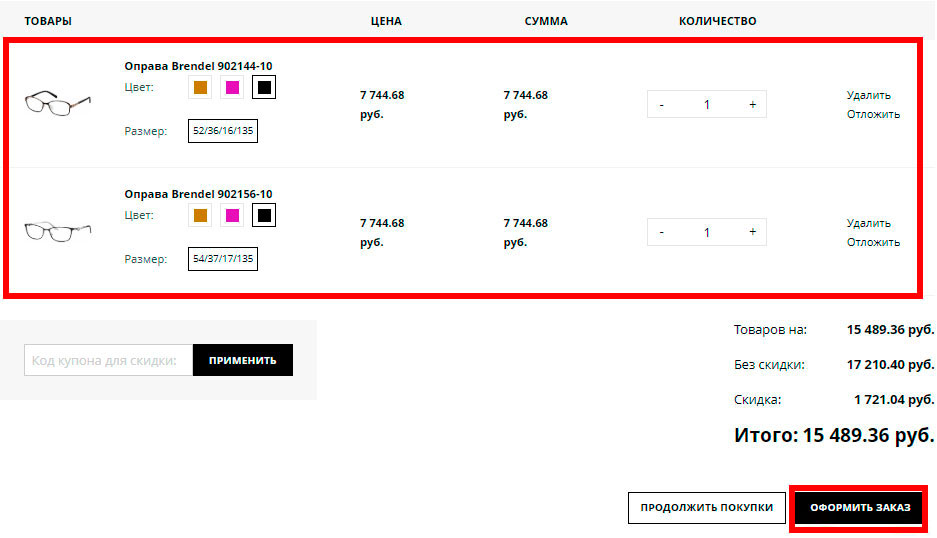 ТОВАРЫ ЦЕНА СУММА КОЛИЧЕСТВО
Оправа Brendel 902144-10
Цвет:
7 744.68 руб.
7 744.68 руб.
- 1 +
Удалить
Отложить
Размер: 52/36/16/135
Оправа Brendel 902156-10
Цвет:
7 744.68 руб.
7 744.68 руб.
- 1 +
Удалить
Отложить
Размер: 54/37/17/135
Код купона для скидки: ПРИМЕНИТЬ
Товаров на: 15 489.36 руб.
Без скидки: 17 210.40 руб.
Скидка: 1 721.04 руб.
Итого: 15 489.36 руб.
ПРОДОЛЖИТЬ ПОКУПКИ ОФОРМИТЬ ЗАКАЗ